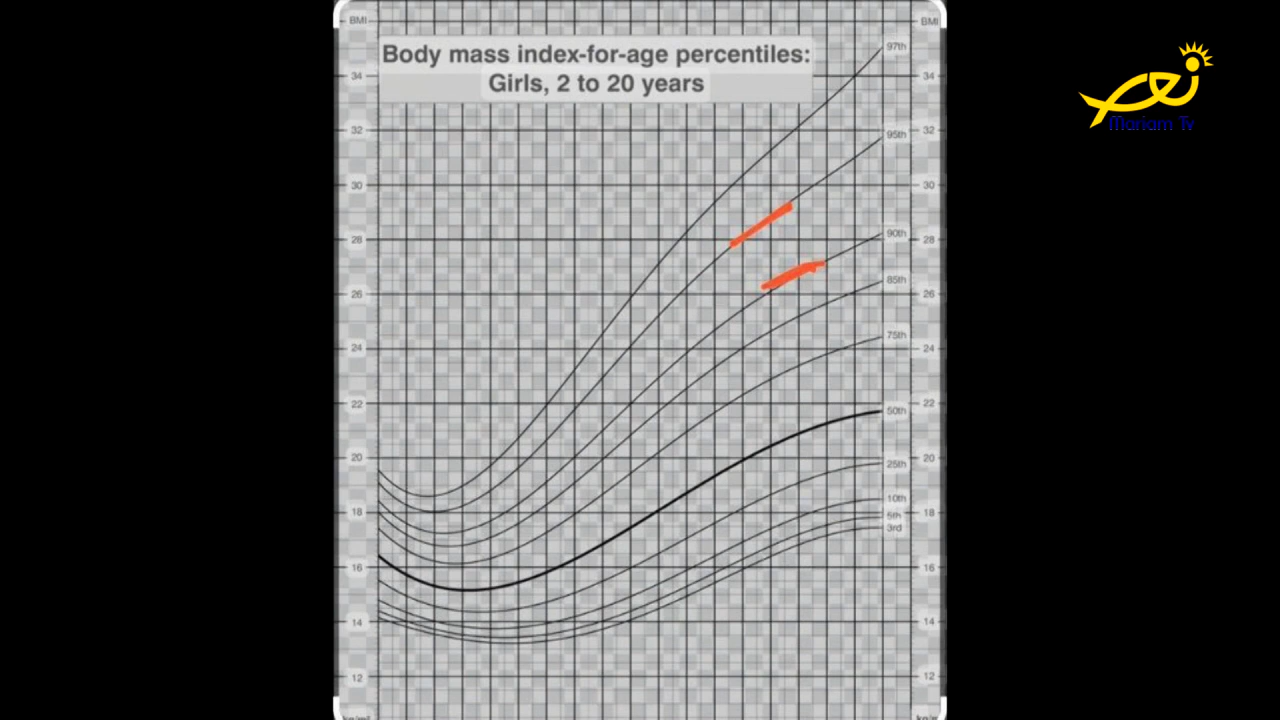 BMI
BMI
Body mass index-for-age percentiles:
Girls, 2 to 20 years
97th
34
34
95th
32
32
30
30
90th
28
28
85th
26
26
75th
24
24
22
50th
22
20
25th
20
18
10th
18
5th
3rd
16
16
14
14
12
12
Mariam Tv